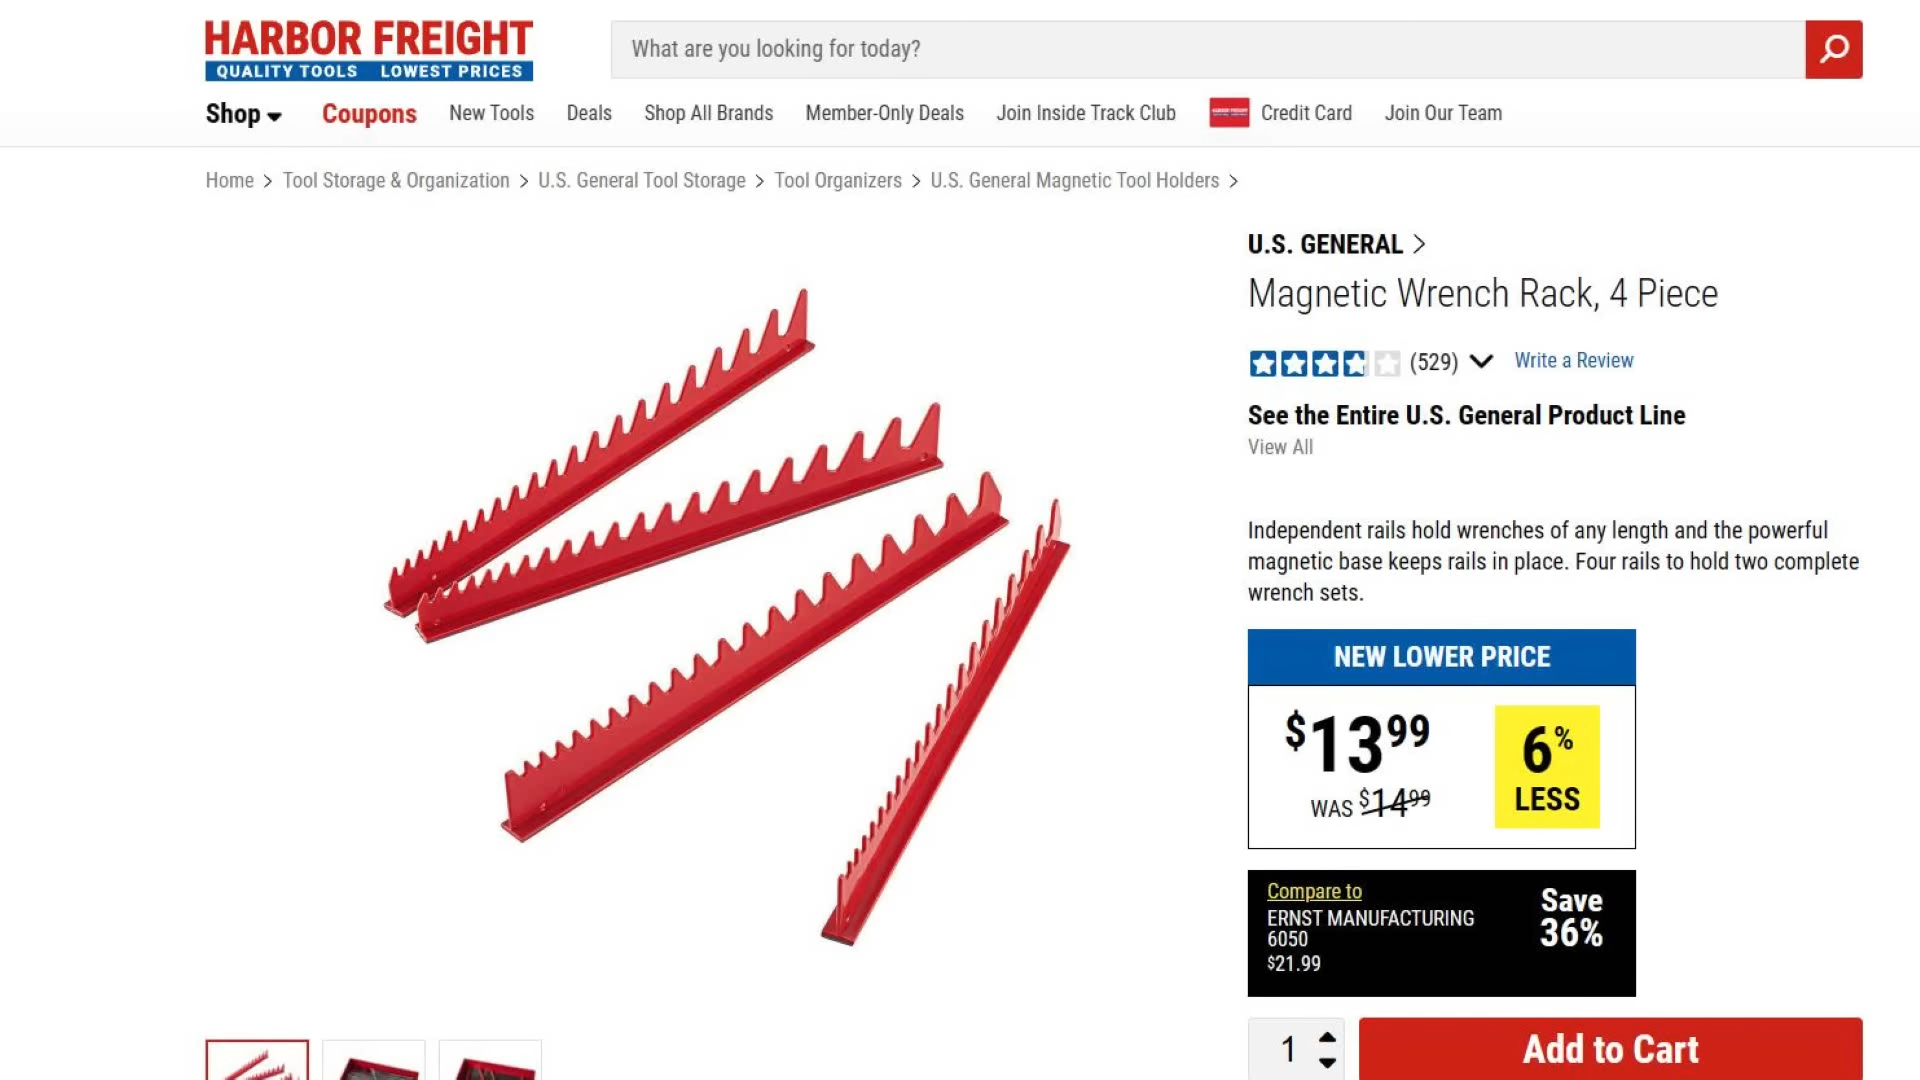 HARBOR FREIGHT
QUALITY TOOLS LOWEST PRICES
What are you looking for today?
Shop Coupons New Tools Deals Shop All Brands Member-Only Deals Join Inside Track Club Credit Card Join Our Team
Home > Tool Storage & Organization > U.S. General Tool Storage > Tool Organizers > U.S. General Magnetic Tool Holders >
U.S. GENERAL >
Magnetic Wrench Rack, 4 Piece
(529) Write a Review
See the Entire U.S. General Product Line
View All
Independent rails hold wrenches of any length and the powerful
magnetic base keeps rails in place. Four rails to hold two complete
wrench sets.
NEW LOWER PRICE
$13.99
WAS $14.99
6%
LESS
Compare to
ERNST MANUFACTURING
6050
$21.99
Save
36%
1
Add to Cart